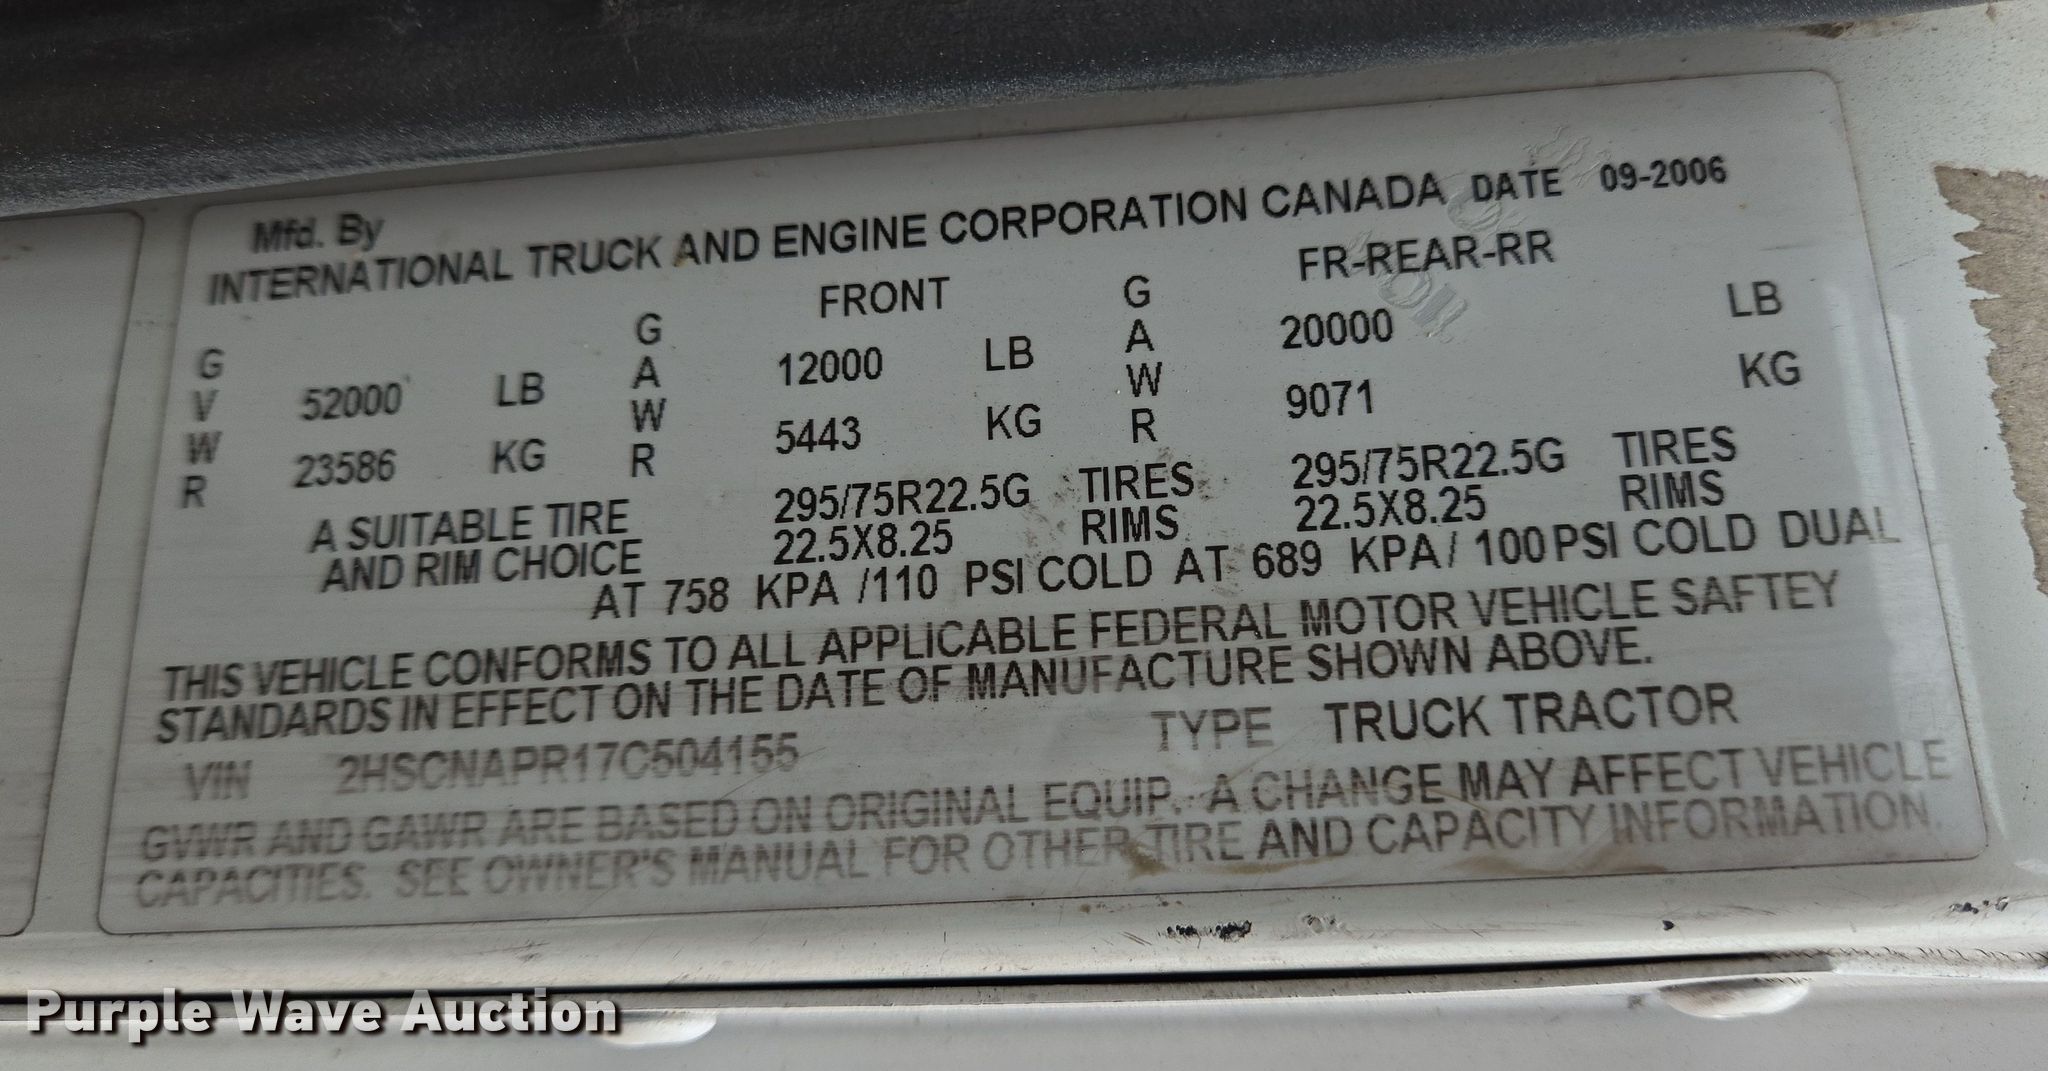 Mfd. By
INTERNATIONAL TRUCK AND ENGINE CORPORATION CANADA DATE 09-2006
FRONT FR-REAR-RR
GVWR 52000 LB GAWR 12000 LB GAWR 20000 LB
23586 KG 5443 KG 9071 KG
A SUITABLE TIRE 295/75R22.5G TIRES 295/75R22.5G TIRES
AND RIM CHOICE 22.5X8.25 RIMS 22.5X8.25 RIMS
AT 758 KPA /110 PSI COLD AT 689 KPA/ 100 PSI COLD DUAL
THIS VEHICLE CONFORMS TO ALL APPLICABLE FEDERAL MOTOR VEHICLE SAFTEY
STANDARDS IN EFFECT ON THE DATE OF MANUFACTURE SHOWN ABOVE.
VIN 2HSCNAPR17C504155 TYPE TRUCK TRACTOR
GVWR AND GAWR ARE BASED ON ORIGINAL EQUIP. A CHANGE MAY AFFECT VEHICLE
CAPACITIES. SEE OWNER'S MANUAL FOR OTHER TIRE AND CAPACITY INFORMATION.
Purple Wave Auction